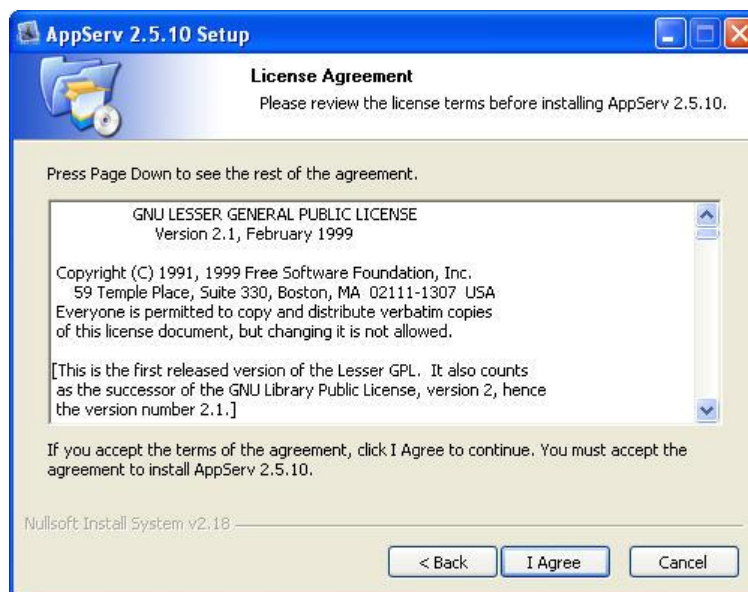 AppServ 2.5.10 Setup
License Agreement
Please review the license terms before installing AppServ 2.5.10.
Press Page Down to see the rest of the agreement.
GNU LESSER GENERAL PUBLIC LICENSE
Version 2.1, February 1999
Copyright (C) 1991, 1999 Free Software Foundation, Inc.
59 Temple Place, Suite 330, Boston, MA  02111-1307  USA
Everyone is permitted to copy and distribute verbatim copies
of this license document, but changing it is not allowed.
[This is the first released version of the Lesser GPL.  It also counts
as the successor of the GNU Library Public License, version 2, hence
the version number 2.1.]
If you accept the terms of the agreement, click I Agree to continue. You must accept the
agreement to install AppServ 2.5.10.
Nullsoft Install System v2.18
< Back
I Agree
Cancel